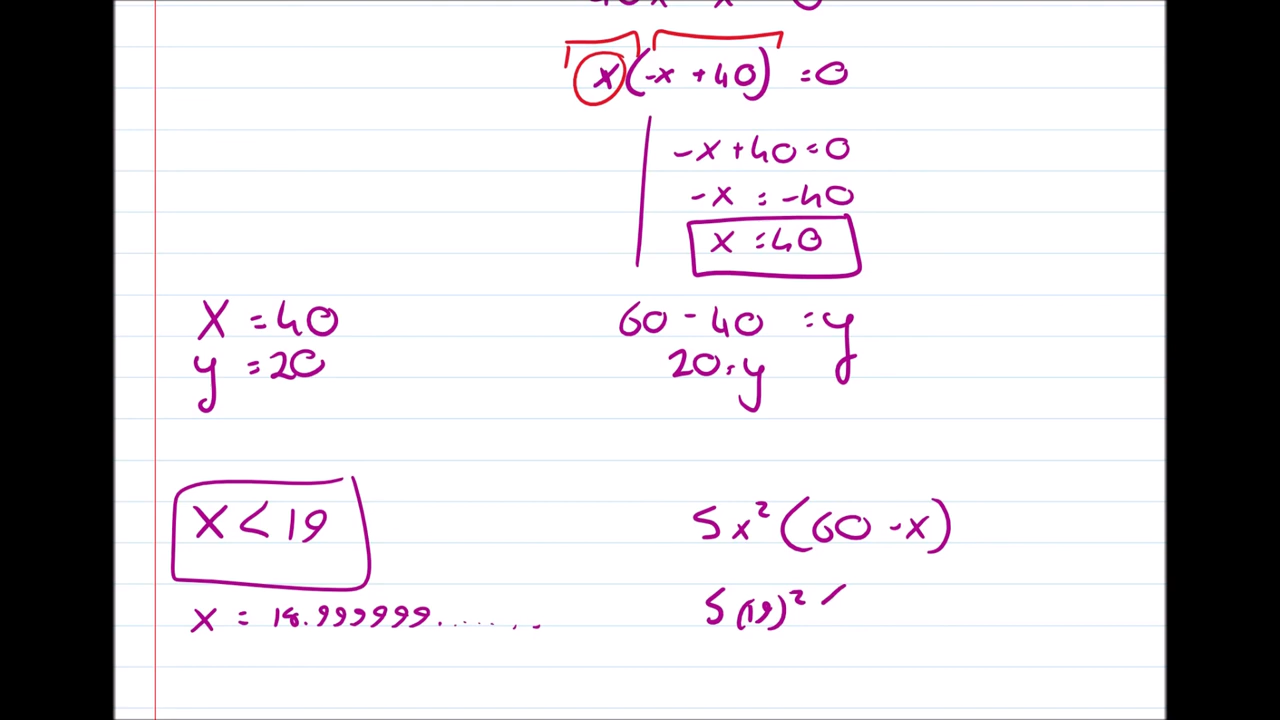 x(-x +40) =0
-x +40=0
-x = -40
x =40
X =40
60 - 40 =y
y =20
20=y
X < 19
5x²(60 -x)
x = 18.999999.......
5(19)²